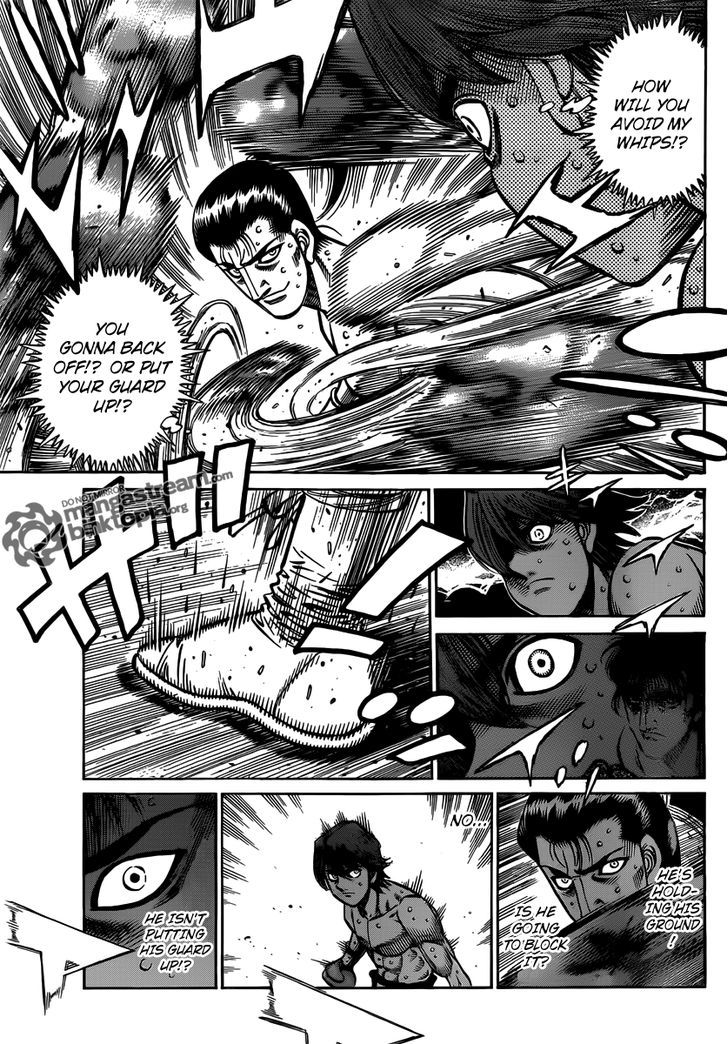 HOW
WILL YOU
AVOID MY
WHIPS!?
YOU
GONNA BACK
OFF!? OR PUT
YOUR GUARD
UP!?
DO NOT MIRROR
mangastream.com
baktopia.org
HE'S
HOLD-
ING HIS
GROUND
!
IS HE
GOING
TO BLOCK
IT?
NO...
HE ISN'T
PUTTING
HIS GUARD
UP!?